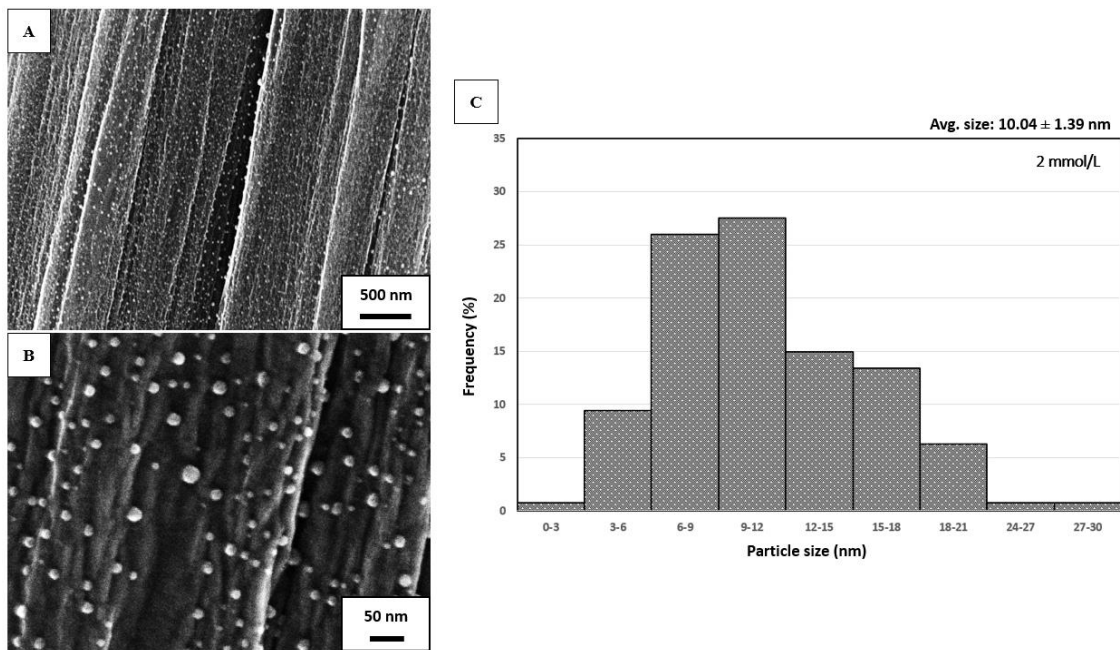 A
500 nm
B
50 nm
C
Avg. size: 10.04 ± 1.39 nm
2 mmol/L
35
30
25
20
15
10
5
0
Frequency (%)
0-3 3-6 6-9 9-12 12-15 15-18 18-21 24-27 27-30
Particle size (nm)